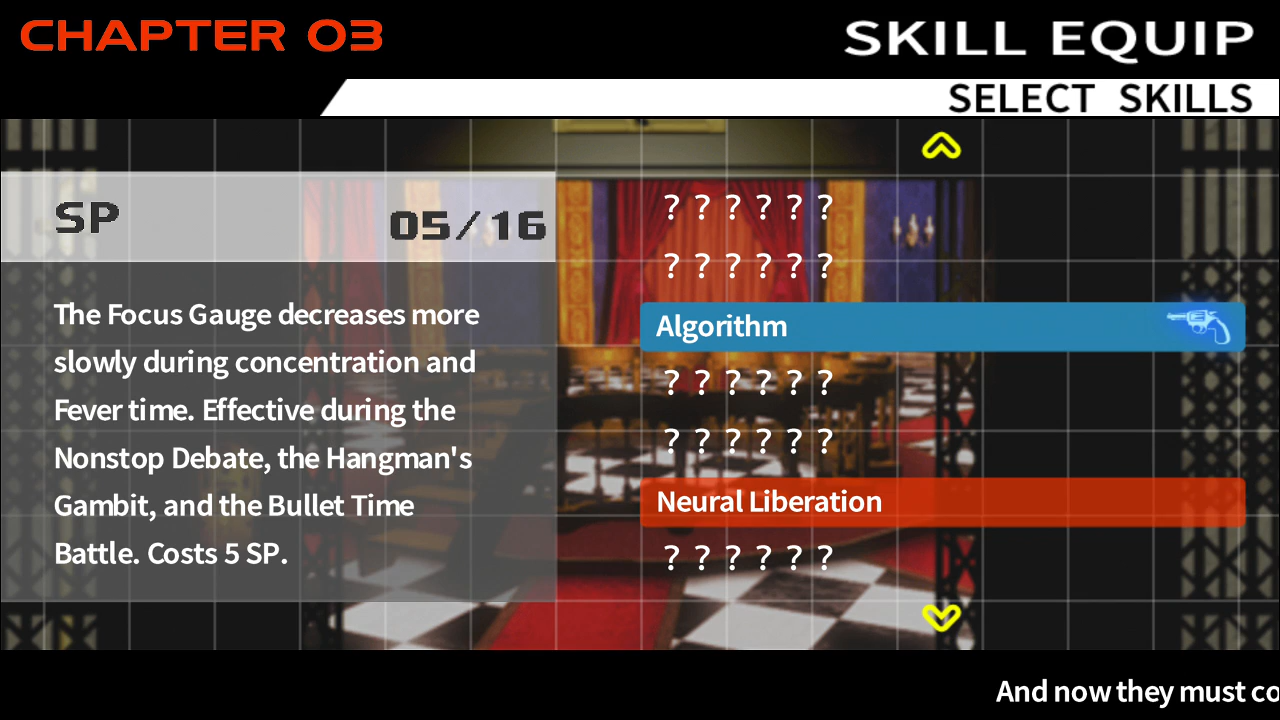 CHAPTER 03
SKILL EQUIP
SELECT SKILLS
SP
05/16
The Focus Gauge decreases more
slowly during concentration and
Fever time. Effective during the
Nonstop Debate, the Hangman's
Gambit, and the Bullet Time
Battle. Costs 5 SP.
? ? ? ? ? ?
? ? ? ? ? ?
Algorithm
? ? ? ? ? ?
? ? ? ? ? ?
Neural Liberation
? ? ? ? ? ?
And now they must co